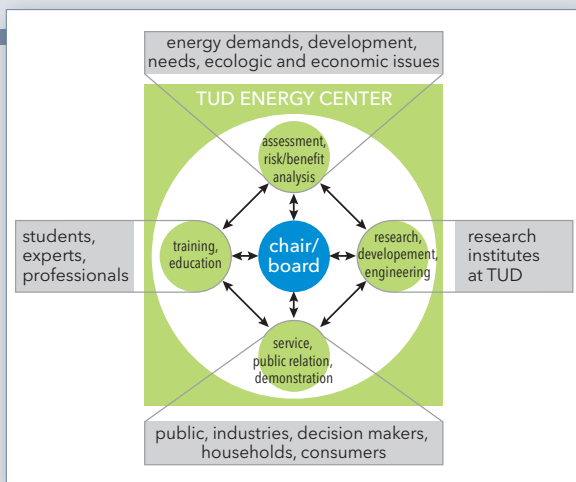 energy demands, development,
needs, ecologic and economic issues
TUD ENERGY CENTER
assessment,
risk/benefit
analysis
students,
experts,
professionals
training,
education
chair/
board
research,
developement,
engineering
research
institutes
at TUD
service,
public relation,
demonstration
public, industries, decision makers,
households, consumers